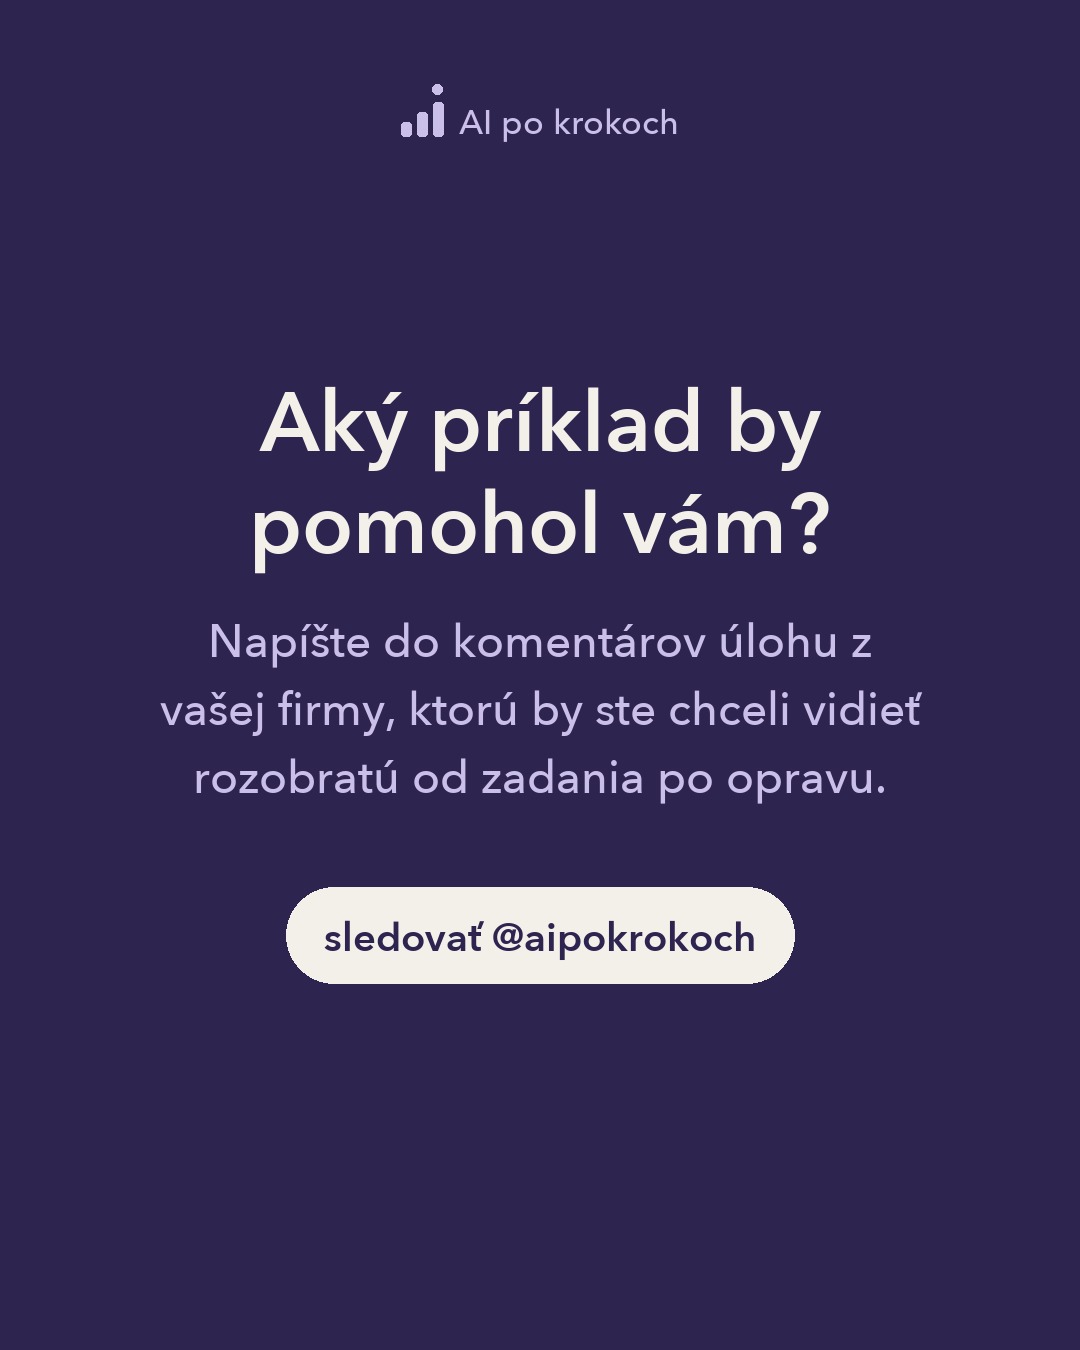 AI po krokoch
Aký príklad by
pomohol vám?
Napíšte do komentárov úlohu z
vašej firmy, ktorú by ste chceli vidieť
rozobratú od zadania po opravu.
sledovať @aipokrokoch